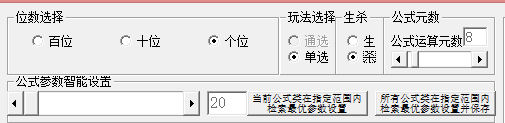 位数选择 玩法选择 生杀 公式元数
百位 十位 个位 通选 生 公式运算元数 8
单选 杀
公式参数智能设置
20 当前公式类在指定范围内 所有公式类在指定范围内
检索最优参数设置 检索最优参数设置并保存